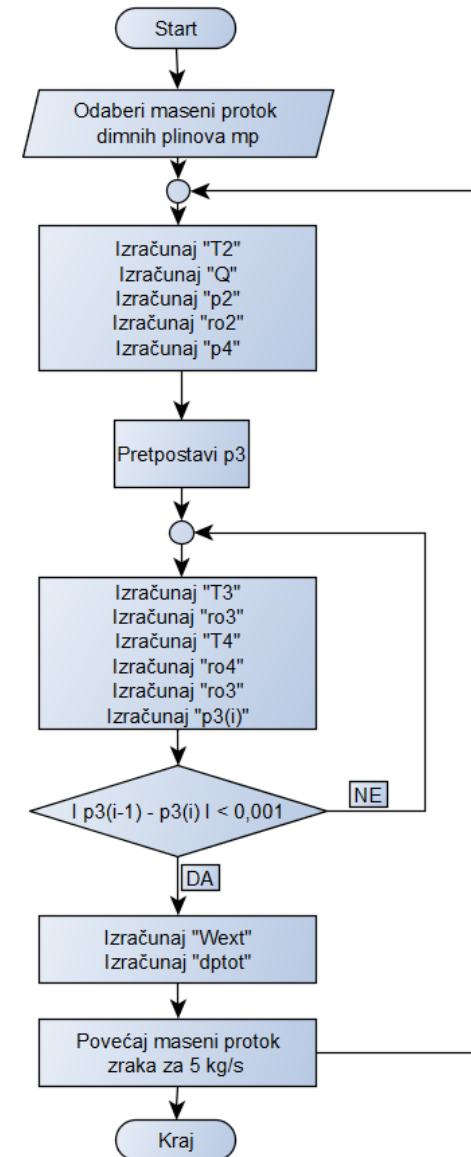 Start
Odaberi maseni protok
dimnih plinova mp
Izračunaj "T2"
Izračunaj "Q"
Izračunaj "p2"
Izračunaj "ro2"
Izračunaj "p4"
Pretpostavi p3
Izračunaj "T3"
Izračunaj "ro3"
Izračunaj "T4"
Izračunaj "ro4"
Izračunaj "ro3"
Izračunaj "p3(i)"
I p3(i-1) - p3(i) I < 0,001
NE
DA
Izračunaj "Wext"
Izračunaj "dptot"
Povećaj maseni protok
zraka za 5 kg/s
Kraj